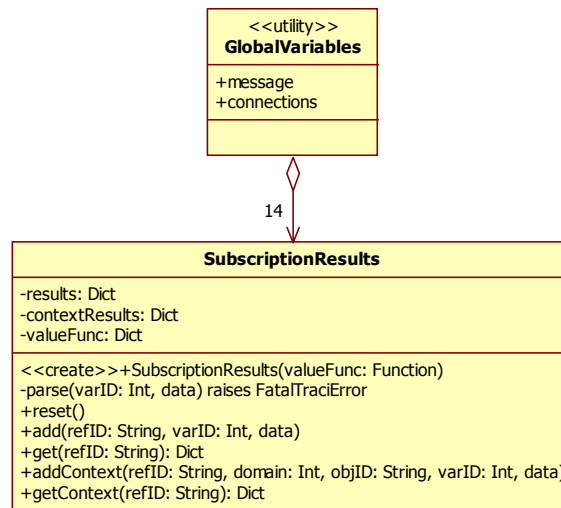 <<utility>>
GlobalVariables
+message
+connections
14
SubscriptionResults
-results: Dict
-contextResults: Dict
-valueFunc: Dict
<<create>>+SubscriptionResults(valueFunc: Function)
-parse(varID: Int, data) raises FatalTraciError
+reset()
+add(refID: String, varID: Int, data)
+get(refID: String): Dict
+addContext(refID: String, domain: Int, objID: String, varID: Int, data)
+getContext(refID: String): Dict